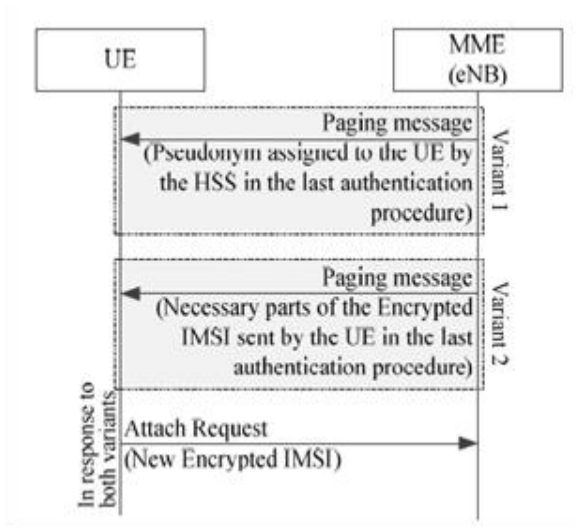 UE
MME
(eNB)
Paging message
(Pseudonym assigned to the UE by
the HSS in the last authentication
procedure)
Variant 1
Paging message
(Necessary parts of the Encrypted
IMSI sent by the UE in the last
authentication procedure)
Variant 2
In response to
both variants
Attach Request
(New Encrypted IMSI)